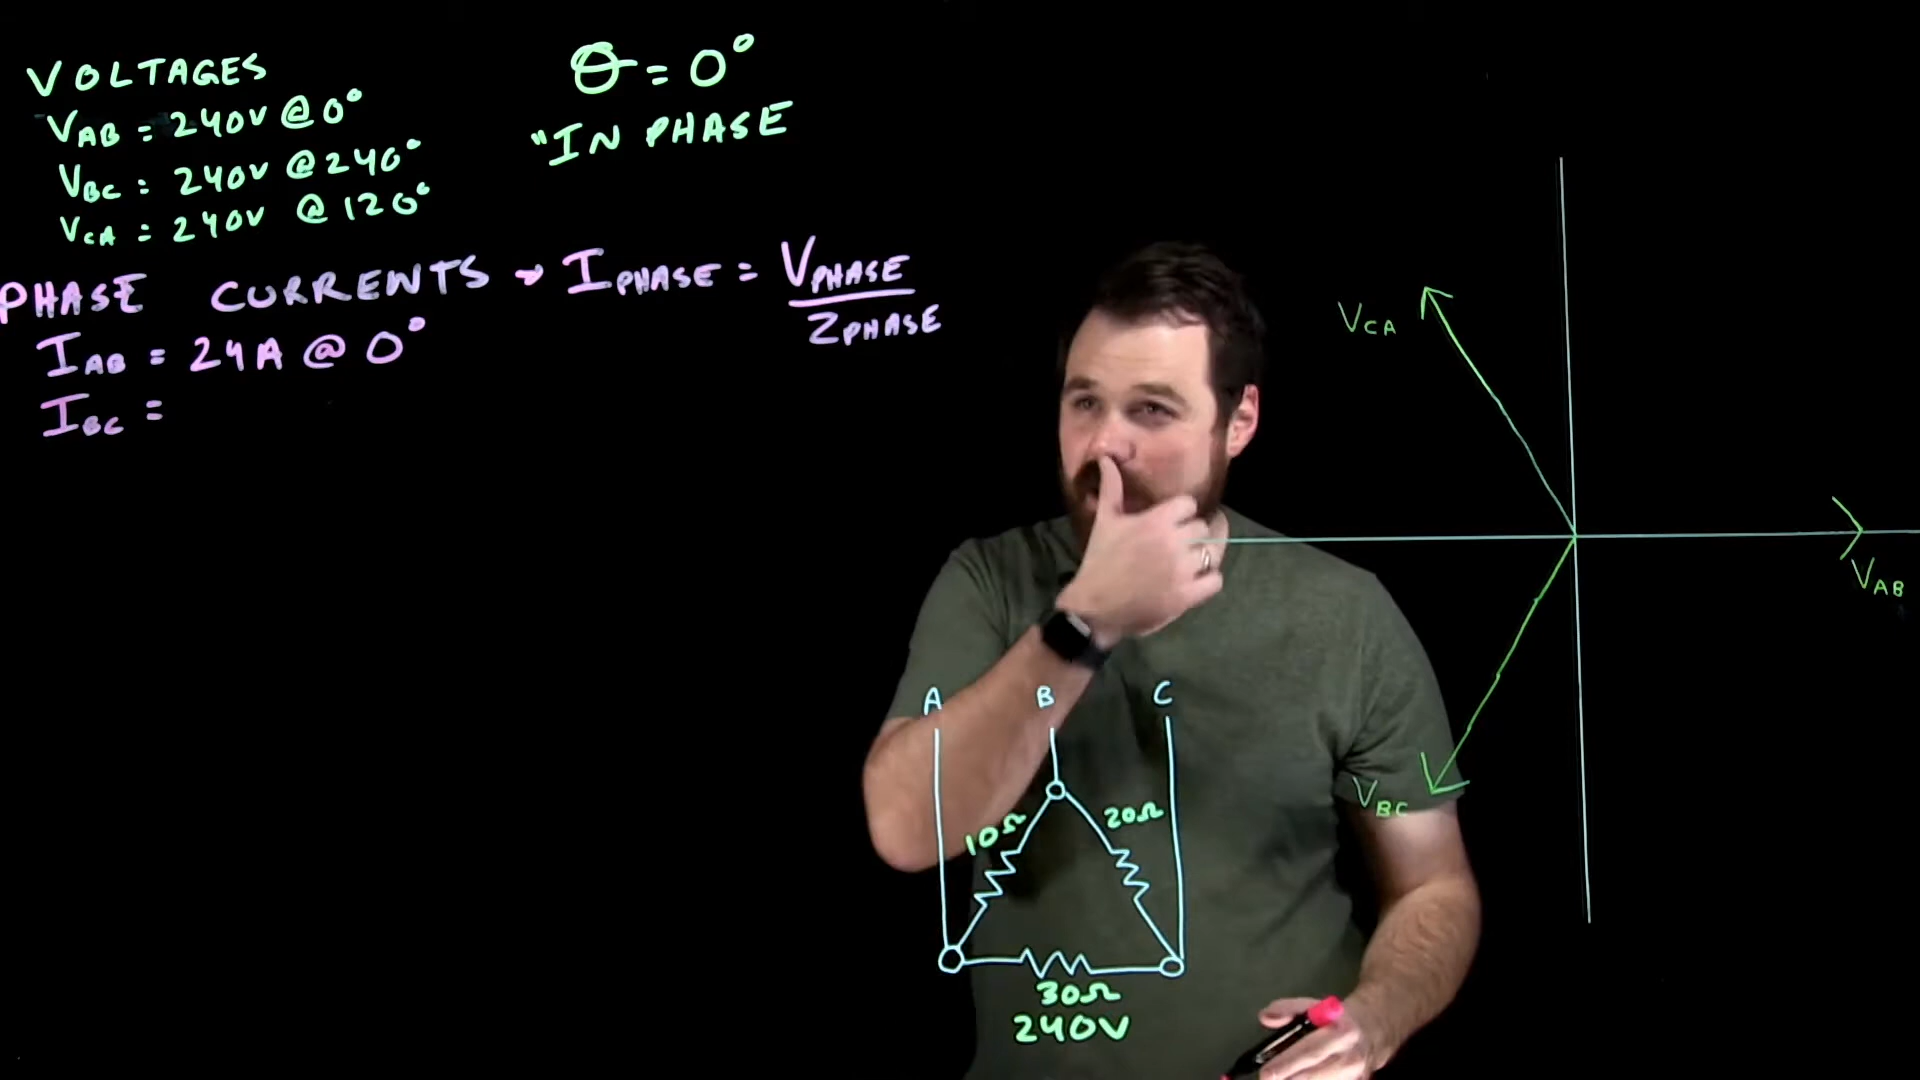 VOLTAGES
VAB = 240V @ 0°
VBC = 240V @ 240°
VCA = 240V @ 120°
θ = 0°
"IN PHASE
PHASE CURRENTS → IPHASE = VPHASE
ZPHASE
IAB = 24A @ 0°
IBC =
VCA
VAB
VBC
A B C
10Ω 20Ω
30Ω
240V